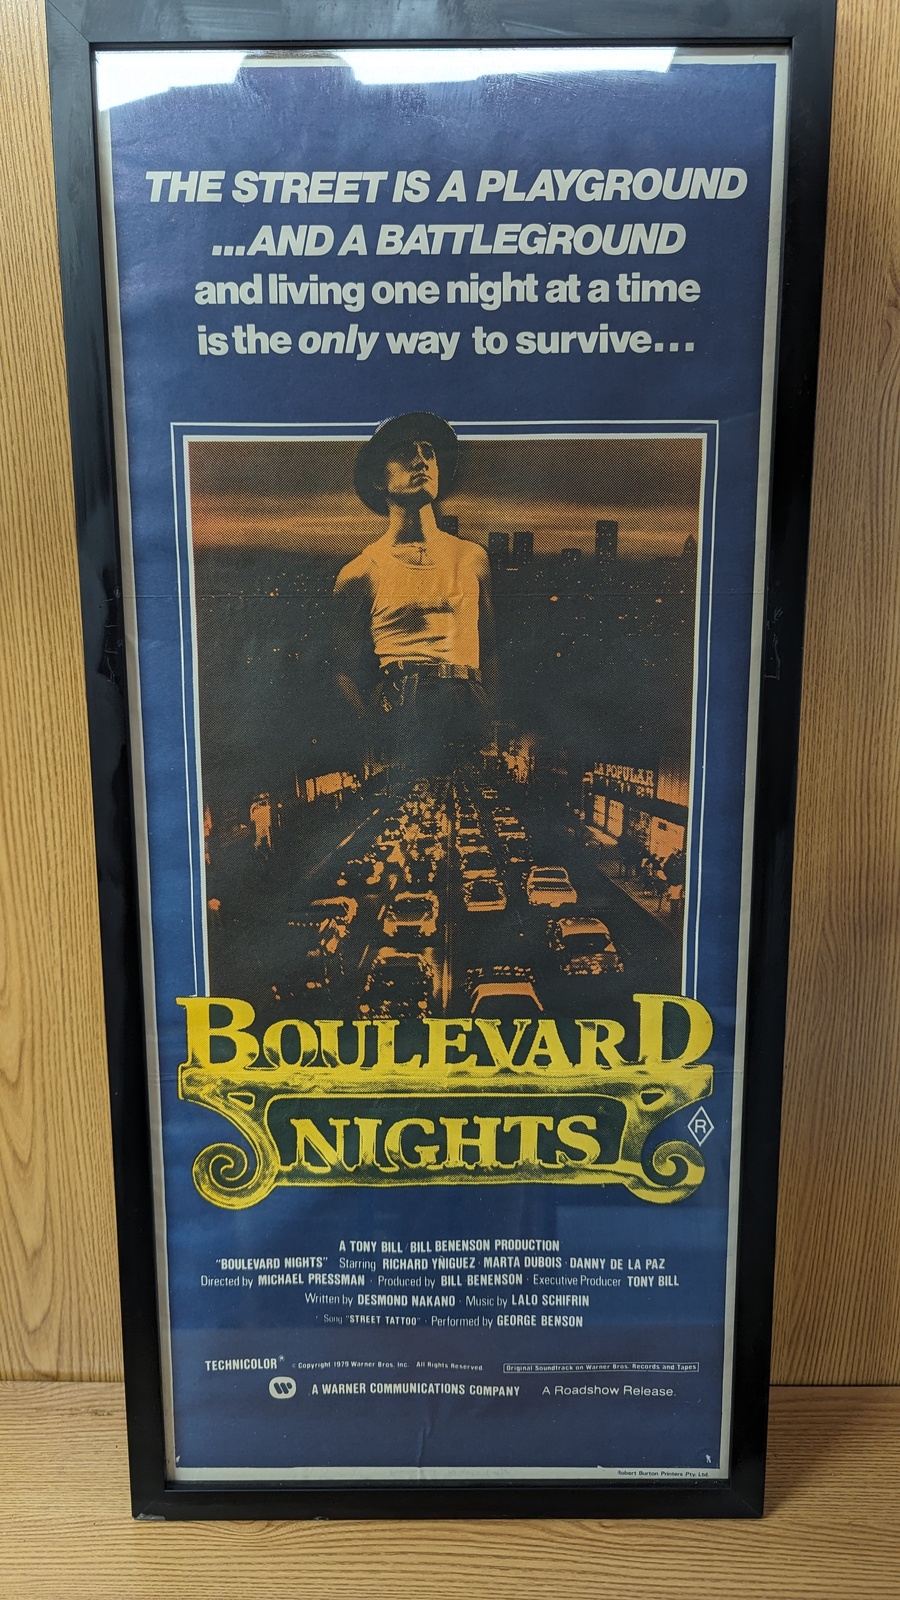 THE STREET IS A PLAYGROUND
...AND A BATTLEGROUND
and living one night at a time
is the only way to survive...
LA POPULAR
BOULEVARD
NIGHTS
R
A TONY BILL/BILL BENENSON PRODUCTION
"BOULEVARD NIGHTS" Starring RICHARD YÑIGUEZ · MARTA DUBOIS · DANNY DE LA PAZ
Directed by MICHAEL PRESSMAN · Produced by BILL BENENSON · Executive Producer TONY BILL
Written by DESMOND NAKANO · Music by LALO SCHIFRIN
· Song "STREET TATTOO" · Performed by GEORGE BENSON
TECHNICOLOR® © Copyright 1979 Warner Bros. Inc. All Rights Reserved. Original Soundtrack on Warner Bros. Records and Tapes
A WARNER COMMUNICATIONS COMPANY A Roadshow Release.
Robert Burton Printers Pty. Ltd.